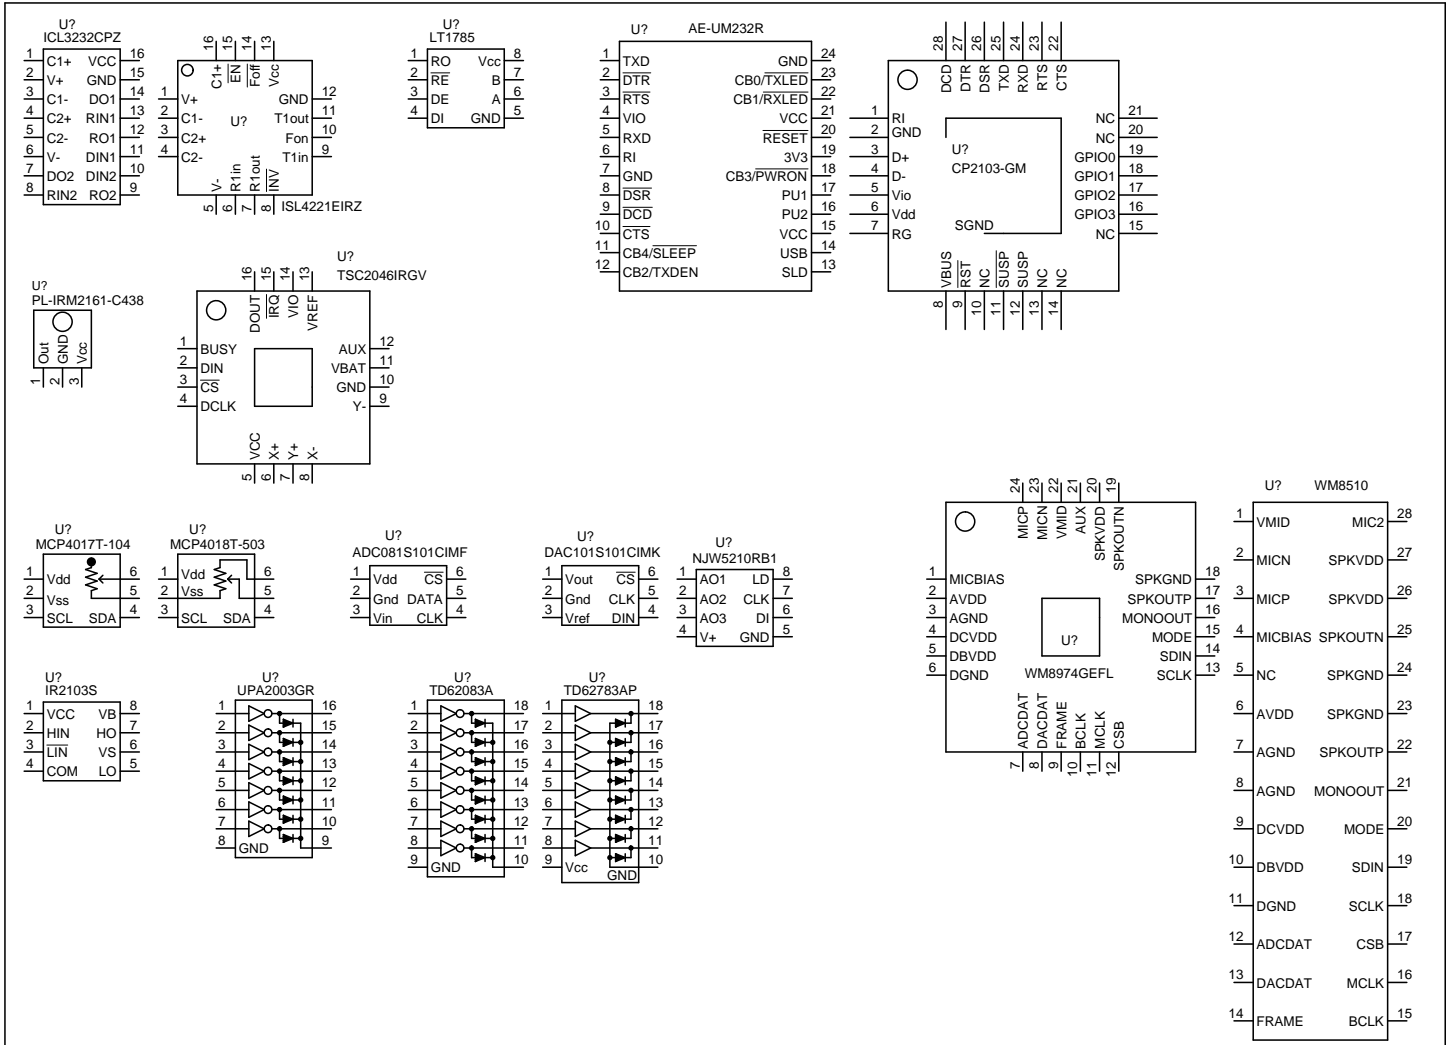 U?
ICL3232CPZ
1 C1+ VCC 16
2 V+ GND 15
3 C1- DO1 14
4 C2+ RIN1 13
5 C2- RO1 12
6 V- DIN1 11
7 DO2 DIN2 10
8 RIN2 RO2 9
16 15 14 13
C1+ EN Foff Vcc
1 V+ GND 12
2 C1- T1out 11
U?
3 C2+ Fon 10
4 C2- T1in 9
V- R1in R1out INV
5 6 7 8
ISL4221EIRZ
U?
LT1785
1 RO Vcc 8
2 RE B 7
3 DE A 6
4 DI GND 5
U? AE-UM232R
1 TXD GND 24
2 DTR CB0/TXLED 23
3 RTS CB1/RXLED 22
4 VIO VCC 21
5 RXD RESET 20
6 RI 3V3 19
7 GND CB3/PWRON 18
8 DSR PU1 17
9 DCD PU2 16
10 CTS VCC 15
11 CB4/SLEEP USB 14
12 CB2/TXDEN SLD 13
28 27 26 25 24 23 22
DCD DTR DSR TXD RXD RTS CTS
1 RI NC 21
2 GND NC 20
3 D+ GPIO0 19
4 D- GPIO1 18
5 Vio GPIO2 17
6 Vdd GPIO3 16
7 RG NC 15
U?
CP2103-GM
SGND
VBUS RST NC SUSP SUSP NC NC
8 9 10 11 12 13 14
U?
PL-IRM2161-C438
Out GND Vcc
1 2 3
U?
TSC2046IRGV
16 15 14 13
DOUT IRQ VIO VREF
1 BUSY AUX 12
2 DIN VBAT 11
3 CS GND 10
4 DCLK Y- 9
VCC X+ Y+ X-
5 6 7 8
U?
MCP4017T-104
1 Vdd 6
2 Vss 5
3 SCL SDA 4
U?
MCP4018T-503
1 Vdd 6
2 Vss 5
3 SCL SDA 4
U?
ADC081S101CIMF
1 Vdd CS 6
2 Gnd DATA 5
3 Vin CLK 4
U?
DAC101S101CIMK
1 Vout CS 6
2 Gnd CLK 5
3 Vref DIN 4
U?
NJW5210RB1
1 AO1 LD 8
2 AO2 CLK 7
3 AO3 DI 6
4 V+ GND 5
U?
IR2103S
1 VCC VB 8
2 HIN HO 7
3 LIN VS 6
4 COM LO 5
U?
UPA2003GR
1 16
2 15
3 14
4 13
5 12
6 11
7 10
8 GND 9
U?
TD62083A
1 18
2 17
3 16
4 15
5 14
6 13
7 12
8 11
9 GND 10
U?
TD62783AP
1 18
2 17
3 16
4 15
5 14
6 13
7 12
8 11
9 Vcc GND 10
24 23 22 21 20 19
MICP MICN VMID AUX SPKVDD SPKOUTN
1 MICBIAS SPKGND 18
2 AVDD SPKOUTP 17
3 AGND MONOOUT 16
4 DCVDD MODE 15
5 DBVDD SDIN 14
6 DGND SCLK 13
U?
WM8974GEFL
ADCDAT DACDAT FRAME BCLK MCLK CSB
7 8 9 10 11 12
U? WM8510
1 VMID MIC2 28
2 MICN SPKVDD 27
3 MICP SPKVDD 26
4 MICBIAS SPKOUTN 25
5 NC SPKGND 24
6 AVDD SPKGND 23
7 AGND SPKOUTP 22
8 AGND MONOOUT 21
9 DCVDD MODE 20
10 DBVDD SDIN 19
11 DGND SCLK 18
12 ADCDAT CSB 17
13 DACDAT MCLK 16
14 FRAME BCLK 15